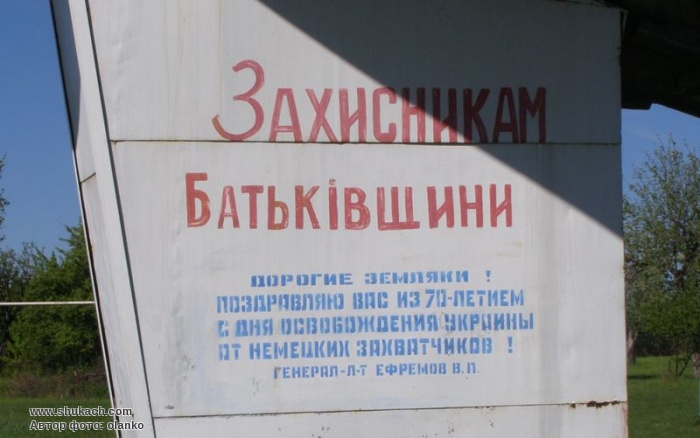 Захисникам
Батьківщини
ДОРОГИЕ ЗЕМЛЯКИ !
ПОЗДРАВЛЯЮ ВАС ИЗ 70-ЛЕТИЕМ
С ДНЯ ОСВОБОЖДЕНИЯ УКРАИНЫ
ОТ НЕМЕЦКИХ ЗАХВАТЧИКОВ !
ГЕНЕРАЛ-Л-Т ЕФРЕМОВ В.П.
www.shukach.com
Автор фото: olanko